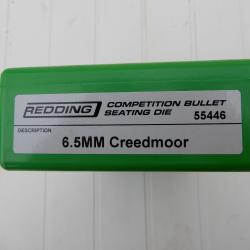 REDDING COMPETITION BULLET
SEATING DIE 55446
DESCRIPTION
6.5MM Creedmoor